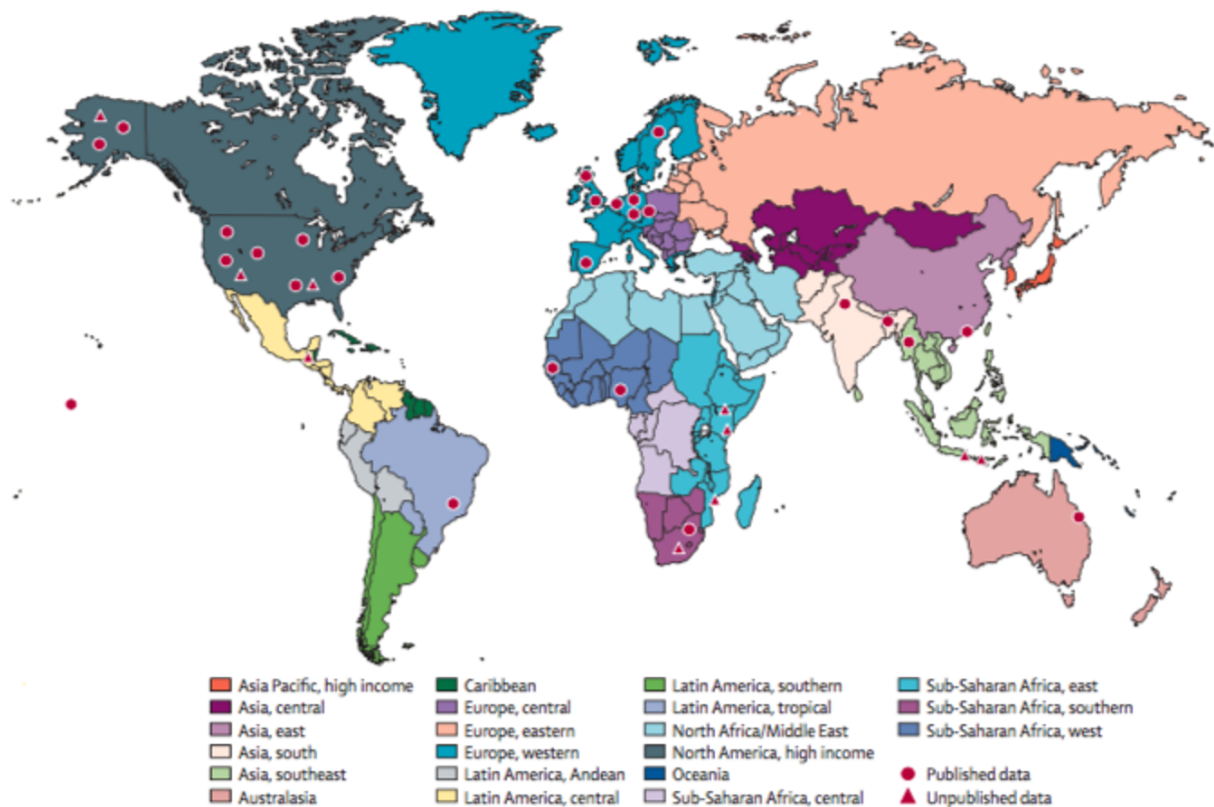 Asia Pacific, high income
Asia, central
Asia, east
Asia, south
Asia, southeast
Australasia
Caribbean
Europe, central
Europe, eastern
Europe, western
Latin America, Andean
Latin America, central
Latin America, southern
Latin America, tropical
North Africa/Middle East
North America, high income
Oceania
Sub-Saharan Africa, central
Sub-Saharan Africa, east
Sub-Saharan Africa, southern
Sub-Saharan Africa, west
Published data
Unpublished data